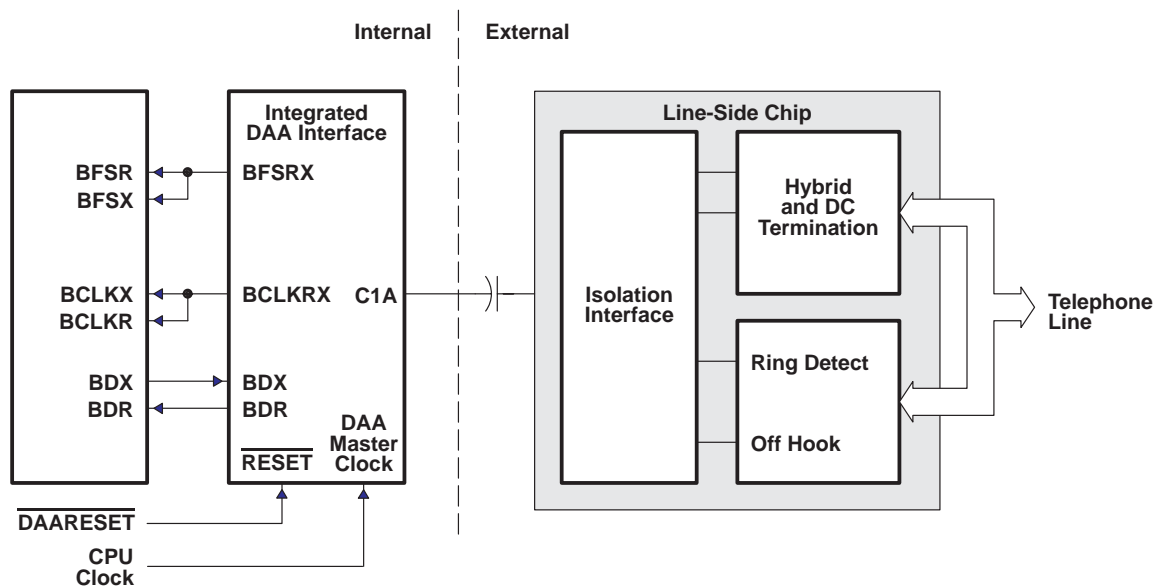 Internal
External
Integrated
DAA Interface
Line-Side Chip
BFSR
BFSX
BFSRX
Hybrid
and DC
Termination
BCLKX
BCLKR
BCLKRX
C1A
Isolation
Interface
Telephone
Line
BDX
BDR
BDX
BDR
Ring Detect
Off Hook
RESET
DAA
Master
Clock
DAARESET
CPU
Clock